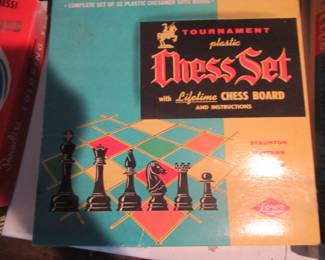 COMPLETE SET OF 32 PLASTIC CHESSMEN WITH BOARD
TOURNAMENT
plastic
Chess Set
with Lifetime CHESS BOARD
AND INSTRUCTIONS
STAUNTON
Lowe